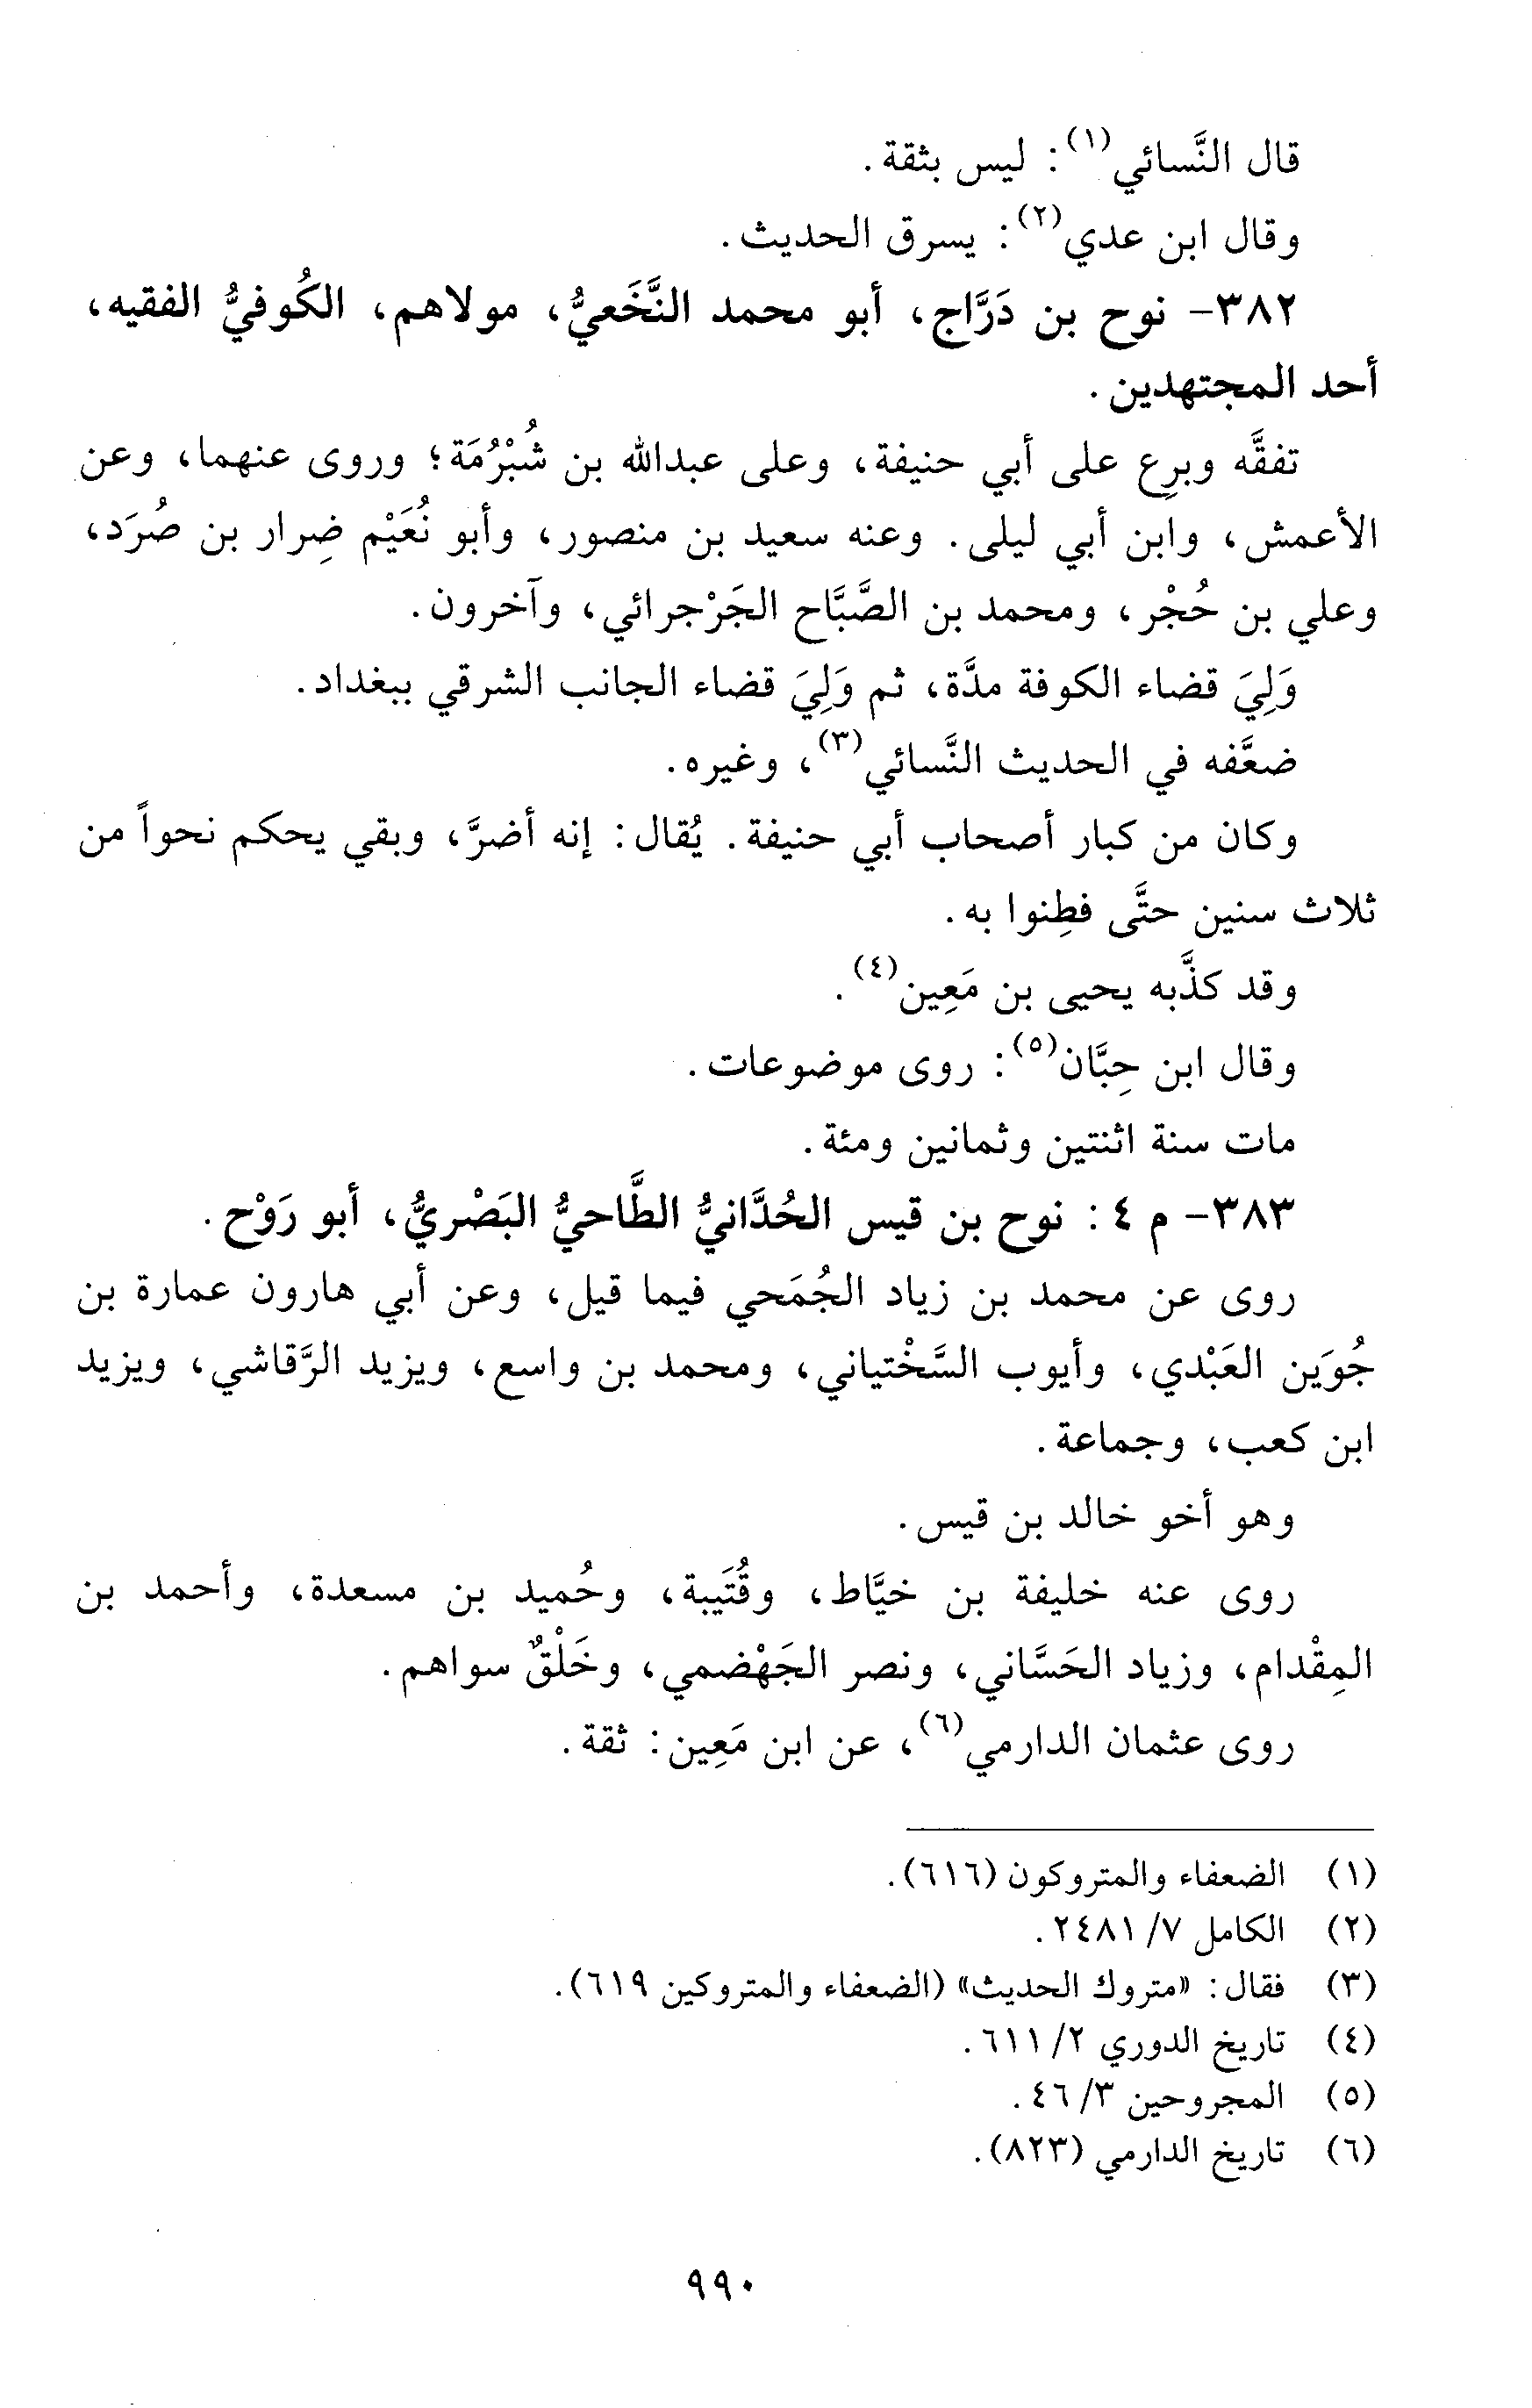 قال النَّسائي(١): ليس بثقة.
وقال ابن عدي(٢): يسرق الحديث.
٣٨٢- نوح بن دَرَّاج، أبو محمد النَّخَعيُّ، مولاهم، الكُوفيُّ الفقيه،
أحد المجتهدين.
تفقَّه وبرِع على أبي حنيفة، وعلى عبدالله بن شُبْرُمَة؛ وروى عنهما، وعن
الأعمش، وابن أبي ليلى. وعنه سعيد بن منصور، وأبو نُعَيْم ضِرار بن صُرَد،
وعلي بن حُجْر، ومحمد بن الصَّبَّاح الجَرْجرائي، وآخرون.
وَلِيَ قضاء الكوفة مدَّة، ثم وَلِيَ قضاء الجانب الشرقي ببغداد.
ضعَّفه في الحديث النَّسائي(٣)، وغيره.
وكان من كبار أصحاب أبي حنيفة. يُقال: إنه أضرَّ، وبقي يحكم نحواً من
ثلاث سنين حتَّى فطِنوا به.
وقد كذَّبه يحيى بن مَعِين(٤).
وقال ابن حِبَّان(٥): روى موضوعات.
مات سنة اثنتين وثمانين ومئة.
٣٨٣- م ٤: نوح بن قيس الحُدَّانيُّ الطَّاحيُّ البَصْريُّ، أبو رَوْح.
روى عن محمد بن زياد الجُمَحي فيما قيل، وعن أبي هارون عمارة بن
جُوَين العَبْدي، وأيوب السَّخْتياني، ومحمد بن واسع، ويزيد الرَّقاشي، ويزيد
ابن كعب، وجماعة.
وهو أخو خالد بن قيس.
روى عنه خليفة بن خيَّاط، وقُتَيبة، وحُميد بن مسعدة، وأحمد بن
المِقْدام، وزياد الحَسَّاني، ونصر الجَهْضمي، وخَلْقٌ سواهم.
روى عثمان الدارمي(٦)، عن ابن مَعِين: ثقة.
(١) الضعفاء والمتروكون (٦١٦).
(٢) الكامل ٧/ ٢٤٨١.
(٣) فقال: «متروك الحديث» (الضعفاء والمتروكين ٦١٩).
(٤) تاريخ الدوري ٢/ ٦١١.
(٥) المجروحين ٣/ ٤٦.
(٦) تاريخ الدارمي (٨٢٣).
٩٩٠